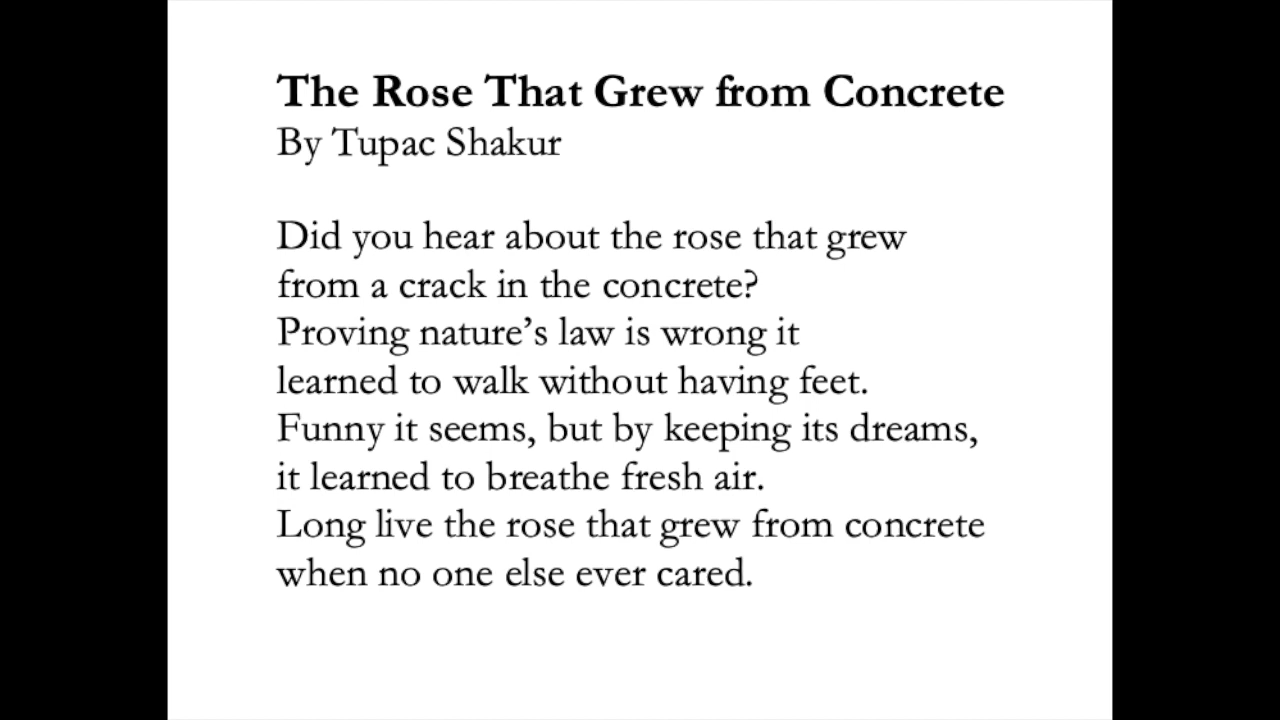 The Rose That Grew from Concrete
By Tupac Shakur
Did you hear about the rose that grew
from a crack in the concrete?
Proving nature’s law is wrong it
learned to walk without having feet.
Funny it seems, but by keeping its dreams,
it learned to breathe fresh air.
Long live the rose that grew from concrete
when no one else ever cared.